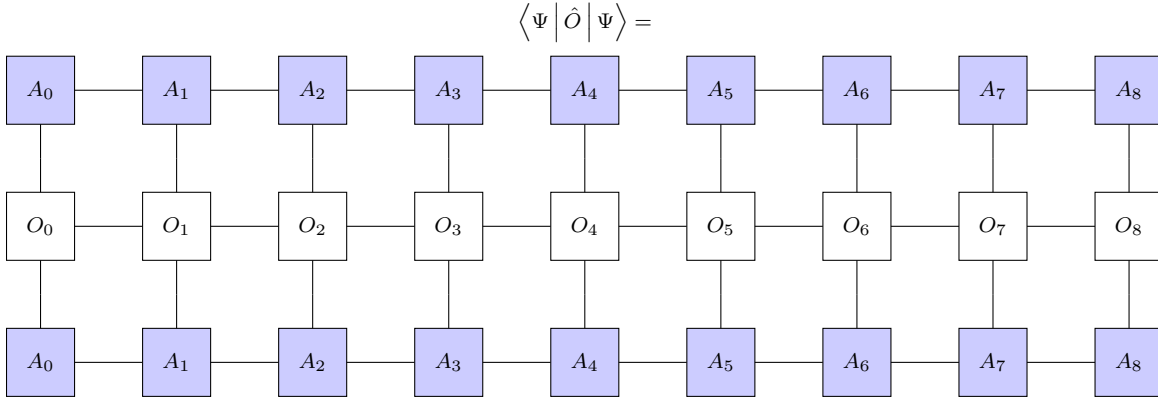 ⟨Ψ|Ô|Ψ⟩ =
A₀ A₁ A₂ A₃ A₄ A₅ A₆ A₇ A₈
O₀ O₁ O₂ O₃ O₄ O₅ O₆ O₇ O₈
A₀ A₁ A₂ A₃ A₄ A₅ A₆ A₇ A₈